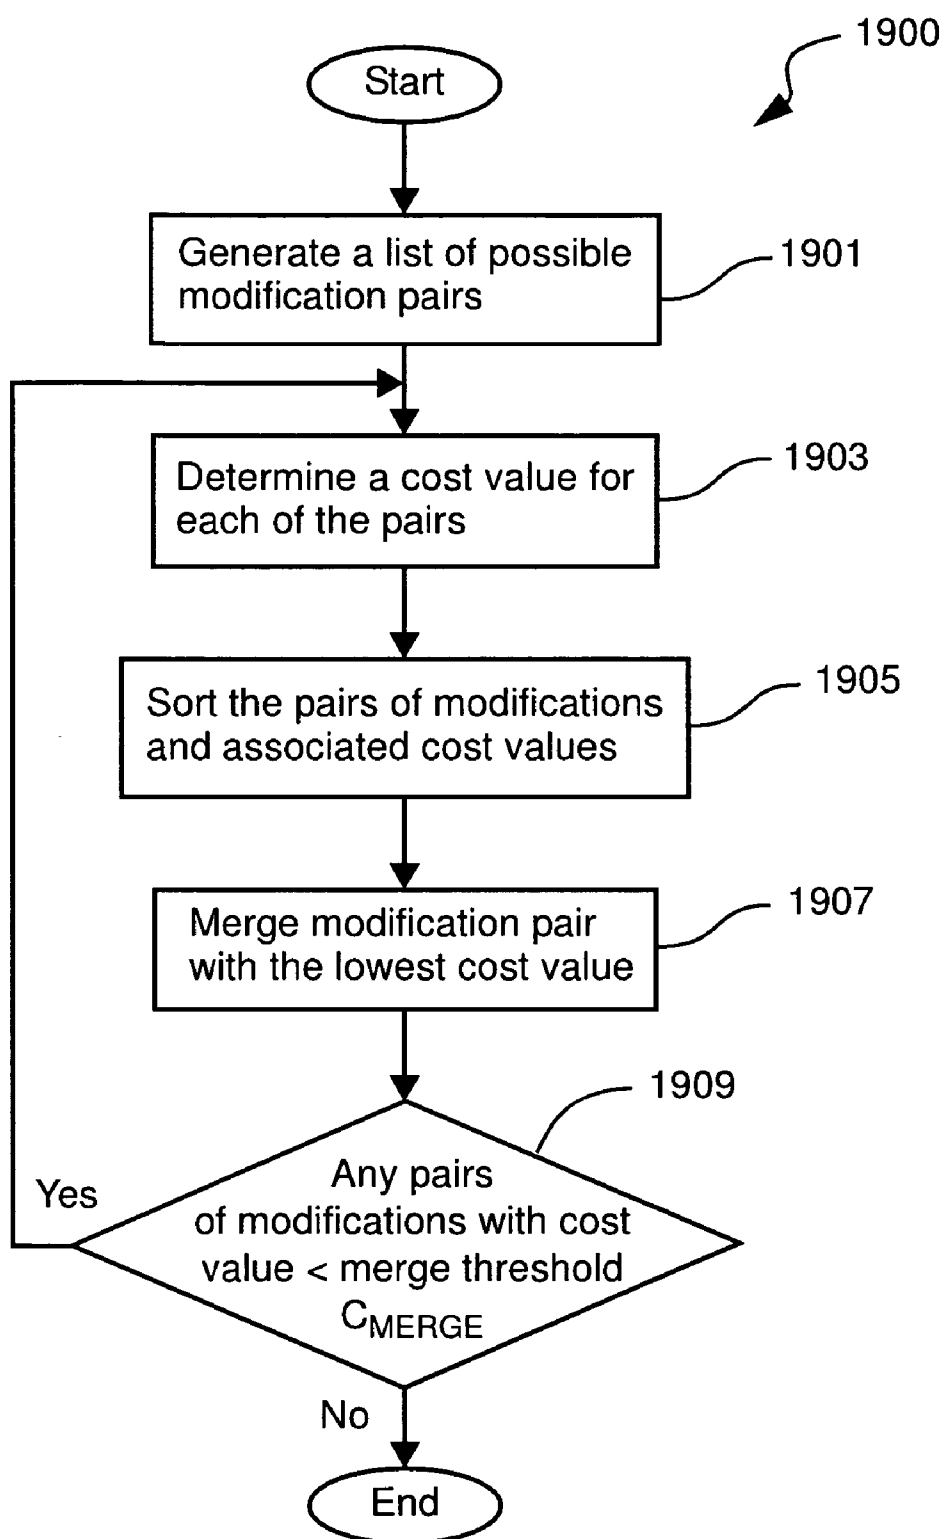 1900
Start
Generate a list of possible
modification pairs
1901
Determine a cost value for
each of the pairs
1903
Sort the pairs of modifications
and associated cost values
1905
Merge modification pair
with the lowest cost value
1907
1909
Any pairs
of modifications with cost
value < merge threshold
CMERGE
Yes
No
End